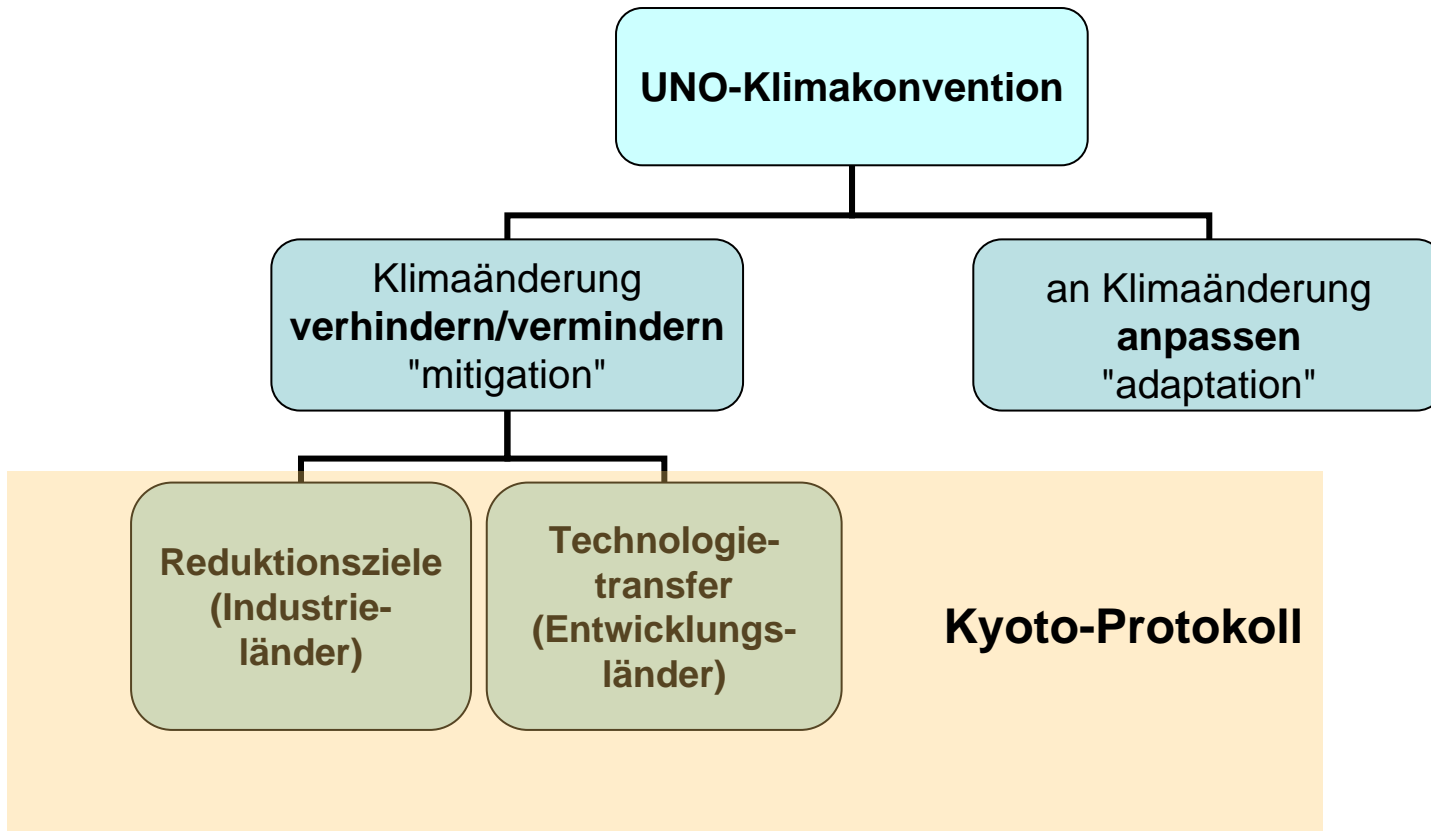 UNO-Klimakonvention
Klimaänderung
verhindern/vermindern
"mitigation"
an Klimaänderung
anpassen
"adaptation"
Reduktionsziele
(Industrie-
länder)
Technologie-
transfer
(Entwicklungs-
länder)
Kyoto-Protokoll